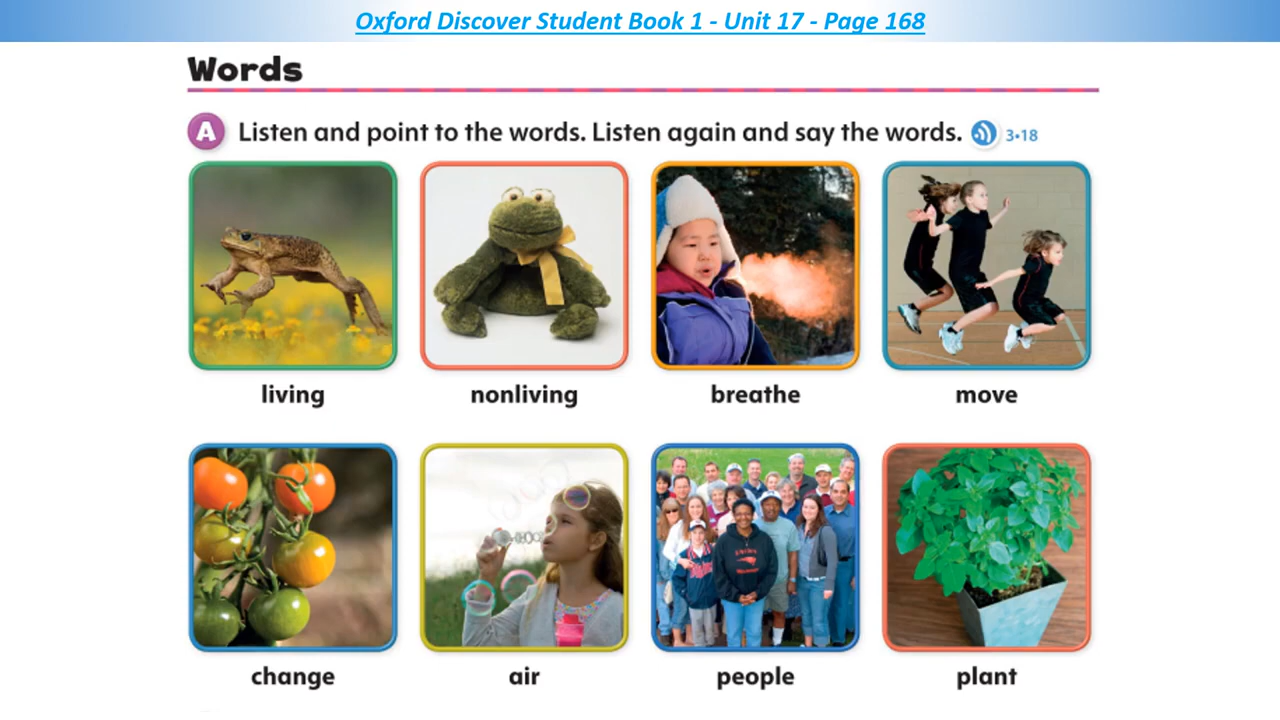 Oxford Discover Student Book 1 - Unit 17 - Page 168
Words
A Listen and point to the words. Listen again and say the words. 3•18
living nonliving breathe move
change air people plant